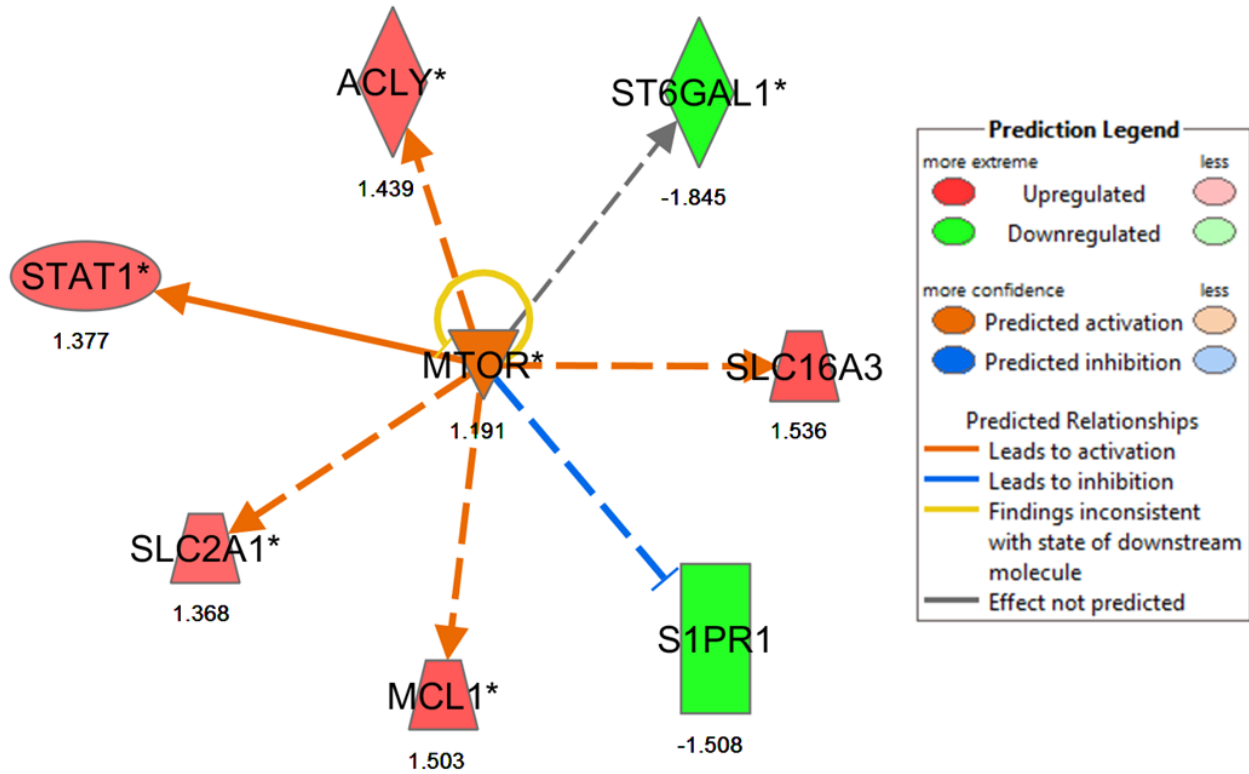 ACLY*
1.439
ST6GAL1*
-1.845
STAT1*
1.377
MTOR*
1.191
SLC16A3
1.536
SLC2A1*
1.368
MCL1*
1.503
S1PR1
-1.508
Prediction Legend
more extreme less
Upregulated
Downregulated
more confidence less
Predicted activation
Predicted inhibition
Predicted Relationships
Leads to activation
Leads to inhibition
Findings inconsistent
with state of downstream
molecule
Effect not predicted